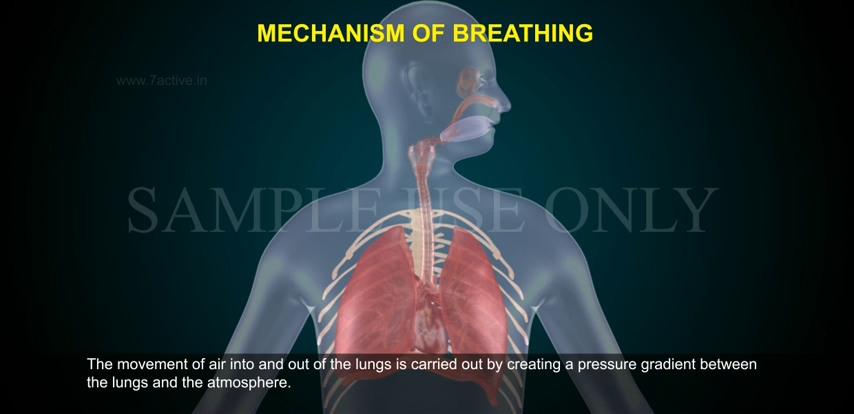 MECHANISM OF BREATHING
www.7active.in
SAMPLE USE ONLY
The movement of air into and out of the lungs is carried out by creating a pressure gradient between
the lungs and the atmosphere.